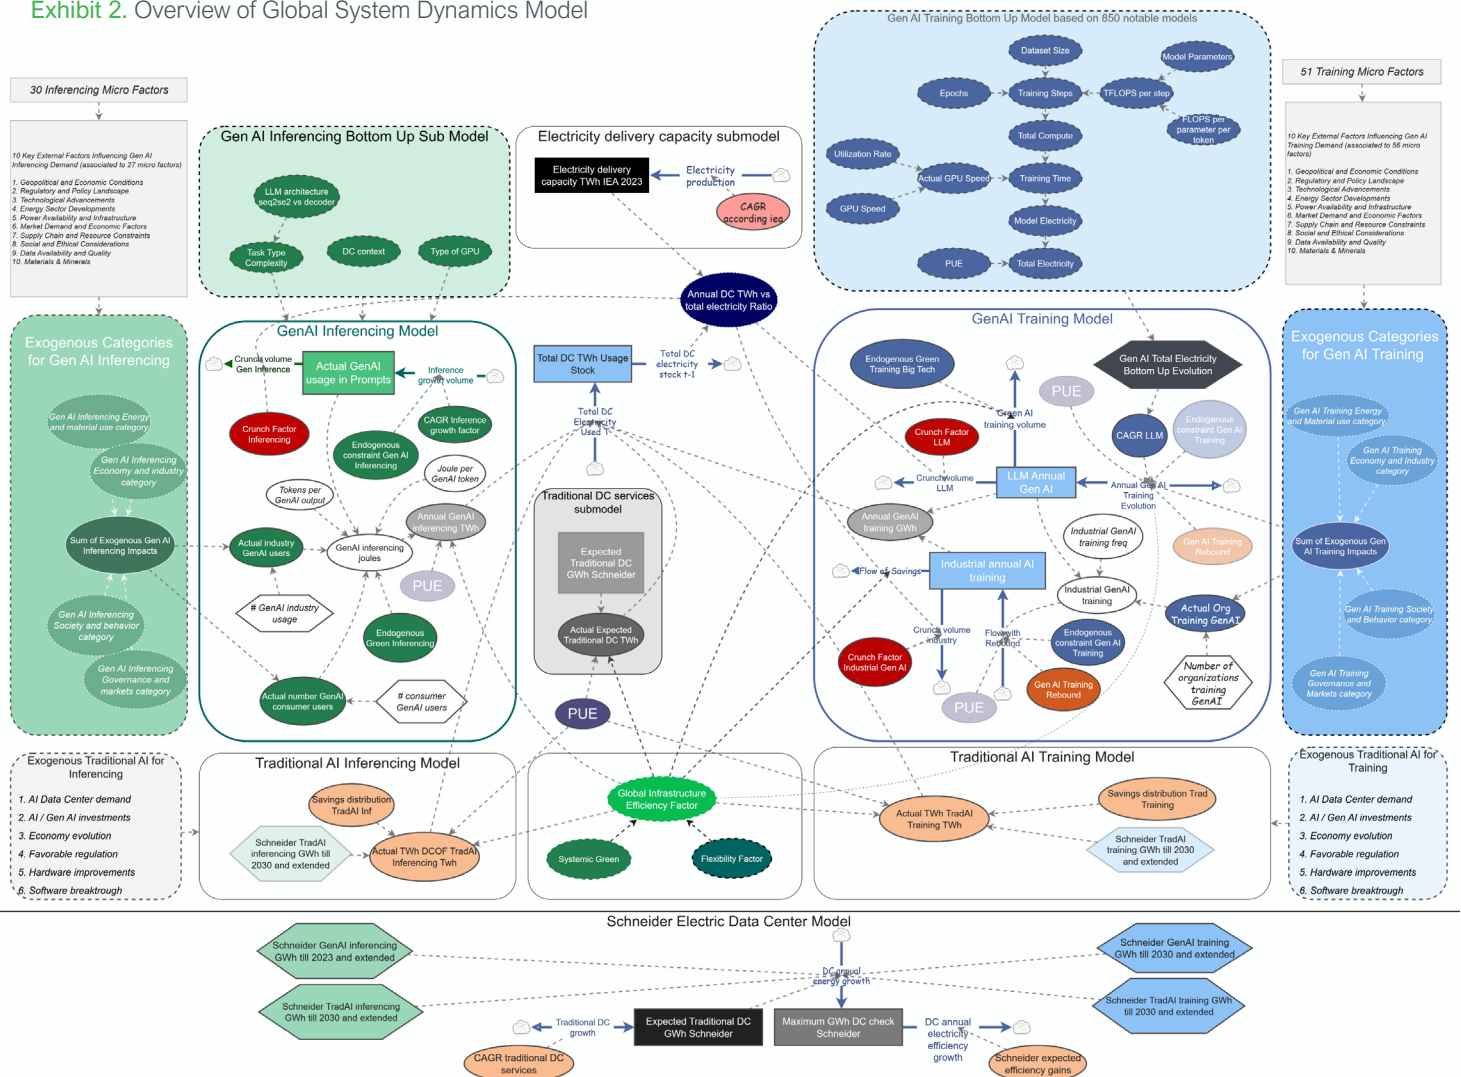 Exhibit 2. Overview of Global System Dynamics Model
30 Inferencing Micro Factors
10 Key External Factors Influencing Gen AI
Inferencing Demand (associated to 27 micro factors)
1. Geopolitical and Economic Conditions
2. Regulatory and Policy Landscape
3. Technological Advancements
4. Energy Sector Developments
5. Power Availability and Infrastructure
6. Market Demand and Economic Factors
7. Supply Chain and Resource Constraints
8. Social and Ethical Considerations
9. Data Availability and Quality
10. Materials & Minerals
Gen AI Inferencing Bottom Up Sub Model
LLM architecture
seq2se2 vs decoder
Task Type
Complexity
DC context
Type of GPU
Electricity delivery capacity submodel
Electricity delivery
capacity TWh IEA 2023
Electricity
production
CAGR
according iea
Gen AI Training Bottom Up Model based on 850 notable models
Dataset Size
Model Parameters
Epochs
Training Steps
TFLOPS per step
FLOPS per
parameter per
token
Total Compute
Utilization Rate
Actual GPU Speed
Training Time
GPU Speed
Model Electricity
PUE
Total Electricity
51 Training Micro Factors
10 Key External Factors Influencing Gen AI
Training Demand (associated to 56 micro
factors)
1. Geopolitical and Economic Conditions
2. Regulatory and Policy Landscape
3. Technological Advancements
4. Energy Sector Developments
5. Power Availability and Infrastructure
6. Market Demand and Economic Factors
7. Supply Chain and Resource Constraints
8. Social and Ethical Considerations
9. Data Availability and Quality
10. Materials & Minerals
Annual DC TWh vs
total electricity Ratio
Exogenous Categories
for Gen AI Inferencing
Gen AI Inferencing Energy
and material use category
Gen AI Inferencing
Economy and industry
category
Sum of Exogenous Gen AI
Inferencing Impacts
Gen AI Inferencing
Society and behavior
category
Gen AI Inferencing
Governance and
markets category
GenAI Inferencing Model
Crunch volume
Gen Inference
Actual GenAI
usage in Prompts
Inference
growth volume
Crunch Factor
Inferencing
CAGR Inference
growth factor
Endogenous
constraint Gen AI
Inferencing
Joule per
GenAI token
Tokens per
GenAI output
Annual GenAI
inferencing TWh
Actual industry
GenAI users
GenAI inferencing
joules
PUE
# GenAI industry
usage
Endogenous
Green Inferencing
Actual number GenAI
consumer users
# consumer
GenAI users
Total DC TWh Usage
Stock
Total DC
electricity
stock t-1
Total DC
Electricity
Used T
Traditional DC services
submodel
Expected
Traditional DC
GWh Schneider
Actual Expected
Traditional DC TWh
PUE
GenAI Training Model
Endogenous Green
Training Big Tech
Gen AI Total Electricity
Bottom Up Evolution
PUE
Green AI
training volume
CAGR LLM
Endogenous
constraint Gen AI
Training
Crunch Factor
LLM
Crunch volume
LLM
LLM Annual
Gen AI
Annual Gen AI
Training
Evolution
Annual GenAI
training GWh
Industrial GenAI
training freq
Gen AI Training
Rebound
Flow of Savings
Industrial annual AI
training
Industrial GenAI
training
Actual Org
Training GenAI
Crunch volume
industry
Flow with
Rebound
Endogenous
constraint Gen AI
Training
Crunch Factor
Industrial Gen AI
Gen AI Training
Rebound
PUE
Number of
organizations
training
GenAI
Exogenous Categories
for Gen AI Training
Gen AI Training Energy
and Material use category
Gen AI Training
Economy and Industry
category
Sum of Exogenous Gen
AI Training Impacts
Gen AI Training Society
and Behavior category
Gen AI Training
Governance and
Markets category
Exogenous Traditional AI for
Inferencing
1. AI Data Center demand
2. AI / Gen AI investments
3. Economy evolution
4. Favorable regulation
5. Hardware improvements
6. Software breaktrough
Traditional AI Inferencing Model
Savings distribution
TradAI Inf
Schneider TradAI
inferencing GWh till
2030 and extended
Actual TWh DCOF TradAI
Inferencing Twh
Global Infrastructure
Efficiency Factor
Systemic Green
Flexibility Factor
Traditional AI Training Model
Actual TWh TradAI
Training TWh
Savings distribution Trad
Training
Schneider TradAI
training GWh till 2030
and extended
Exogenous Traditional AI for
Training
1. AI Data Center demand
2. AI / Gen AI investments
3. Economy evolution
4. Favorable regulation
5. Hardware improvements
6. Software breaktrough
Schneider Electric Data Center Model
Schneider GenAI inferencing
GWh till 2023 and extended
Schneider TradAI inferencing
GWh till 2030 and extended
DC annual
energy growth
Schneider GenAI training
GWh till 2030 and extended
Schneider TradAI training GWh
till 2030 and extended
Traditional DC
growth
Expected Traditional DC
GWh Schneider
Maximum GWh DC check
Schneider
DC annual
electricity
efficiency
growth
CAGR traditional DC
services
Schneider expected
efficiency gains